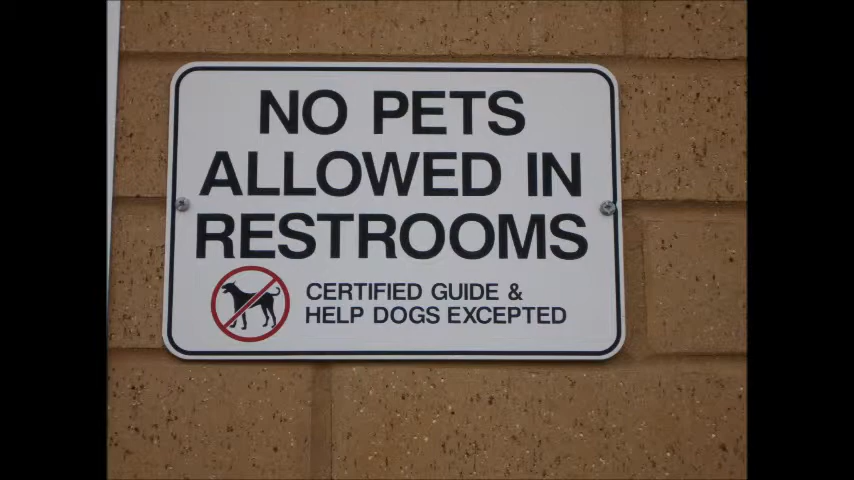 NO PETS
ALLOWED IN
RESTROOMS
CERTIFIED GUIDE &
HELP DOGS EXCEPTED